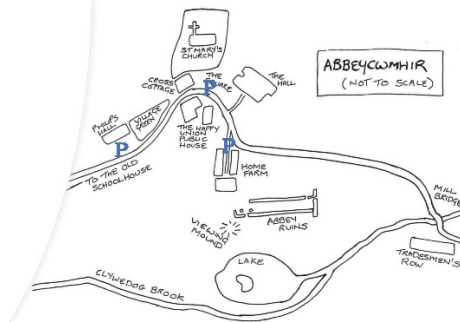 ST MARY'S
CHURCH
ABBEYCWMHIR
(NOT TO SCALE)
CROSS
COTTAGE
THE
P
THE
HALL
PHILIPS
HALL
VILLAGE
GREEN
P
THE HAPPY
UNION
PUBLIC
HOUSE
P
TO THE OLD
SCHOOLHOUSE
HOME
FARM
MILL
BRIDGE
ABBEY
RUINS
VIEWING
MOUND
TRADESMEN'S
ROW
LAKE
CLYWEDOG BROOK